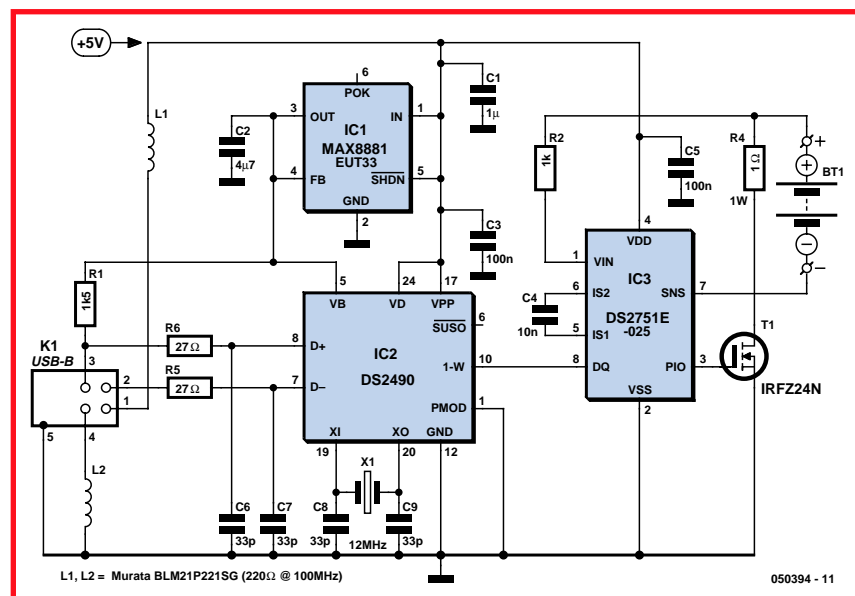 +5V
L1
C2
4µ7
3
OUT
4
FB
6
POK
IC1
MAX8881
EUT33
GND
2
IN
1
SHDN
5
C1
1µ
C3
100n
R2
1k
C5
100n
R4
1Ω
1W
+
BT1
–
R1
1k5
K1
USB-B
3
2
1
5
4
R6
27Ω
R5
27Ω
L2
5
VB
24
VD
17
VPP
8
D+
7
D–
SUSO
6
IC2
DS2490
1-W
10
PMOD
1
XI
19
XO
20
GND
12
X1
12MHz
C6
33p
C7
33p
C8
33p
C9
33p
4
VDD
1
VIN
6
IS2
5
IS1
C4
10n
8
DQ
IC3
DS2751E
-025
SNS
7
PIO
3
VSS
2
T1
IRFZ24N
L1, L2 = Murata BLM21P221SG (220Ω @ 100MHz)
050394 - 11